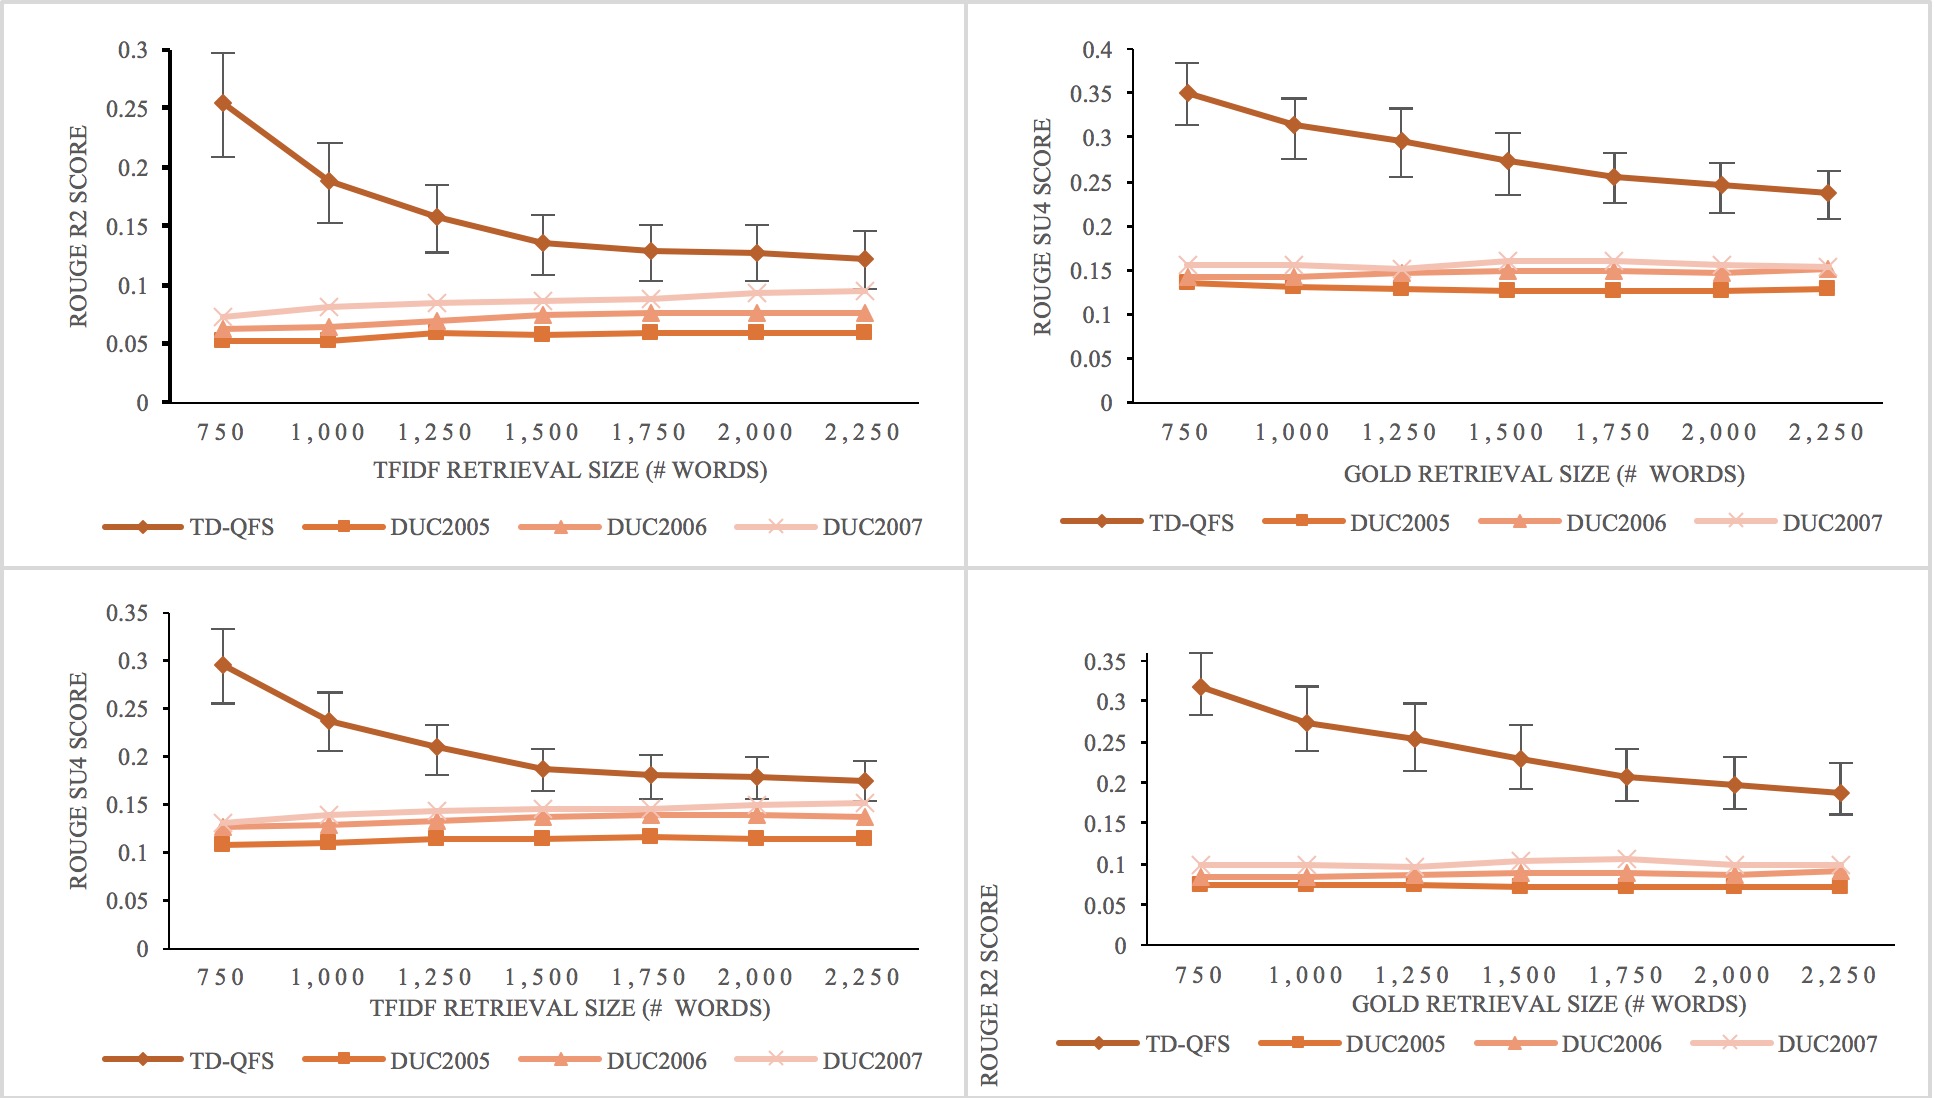 ROUGE R2 SCORE
0.3
0.25
0.2
0.15
0.1
0.05
0
750 1,000 1,250 1,500 1,750 2,000 2,250
TFIDF RETRIEVAL SIZE (# WORDS)
TD-QFS DUC2005 DUC2006 DUC2007
ROUGE SU4 SCORE
0.4
0.35
0.3
0.25
0.2
0.15
0.1
0.05
0
750 1,000 1,250 1,500 1,750 2,000 2,250
GOLD RETRIEVAL SIZE (# WORDS)
TD-QFS DUC2005 DUC2006 DUC2007
ROUGE SU4 SCORE
0.35
0.3
0.25
0.2
0.15
0.1
0.05
0
750 1,000 1,250 1,500 1,750 2,000 2,250
TFIDF RETRIEVAL SIZE (# WORDS)
TD-QFS DUC2005 DUC2006 DUC2007
ROUGE R2 SCORE
0.35
0.3
0.25
0.2
0.15
0.1
0.05
0
750 1,000 1,250 1,500 1,750 2,000 2,250
GOLD RETRIEVAL SIZE (# WORDS)
TD-QFS DUC2005 DUC2006 DUC2007